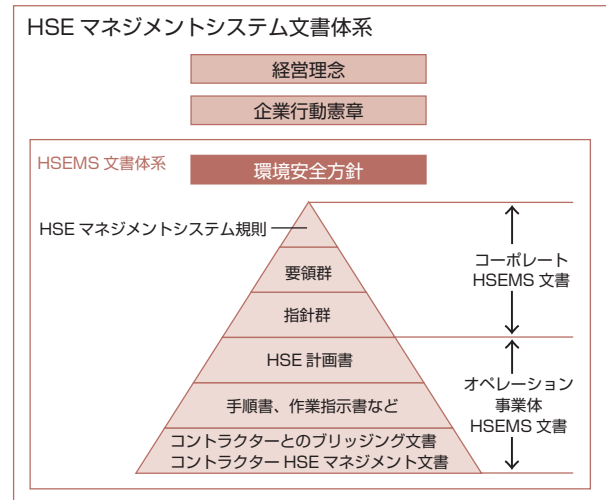 HSE マネジメントシステム文書体系
経営理念
企業行動憲章
HSEMS 文書体系
環境安全方針
HSE マネジメントシステム規則
要領群
指針群
HSE 計画書
手順書、作業指示書など
コントラクターとのブリッジング文書
コントラクター HSE マネジメント文書
コーポレート
HSEMS 文書
オペレーション
事業体
HSEMS 文書